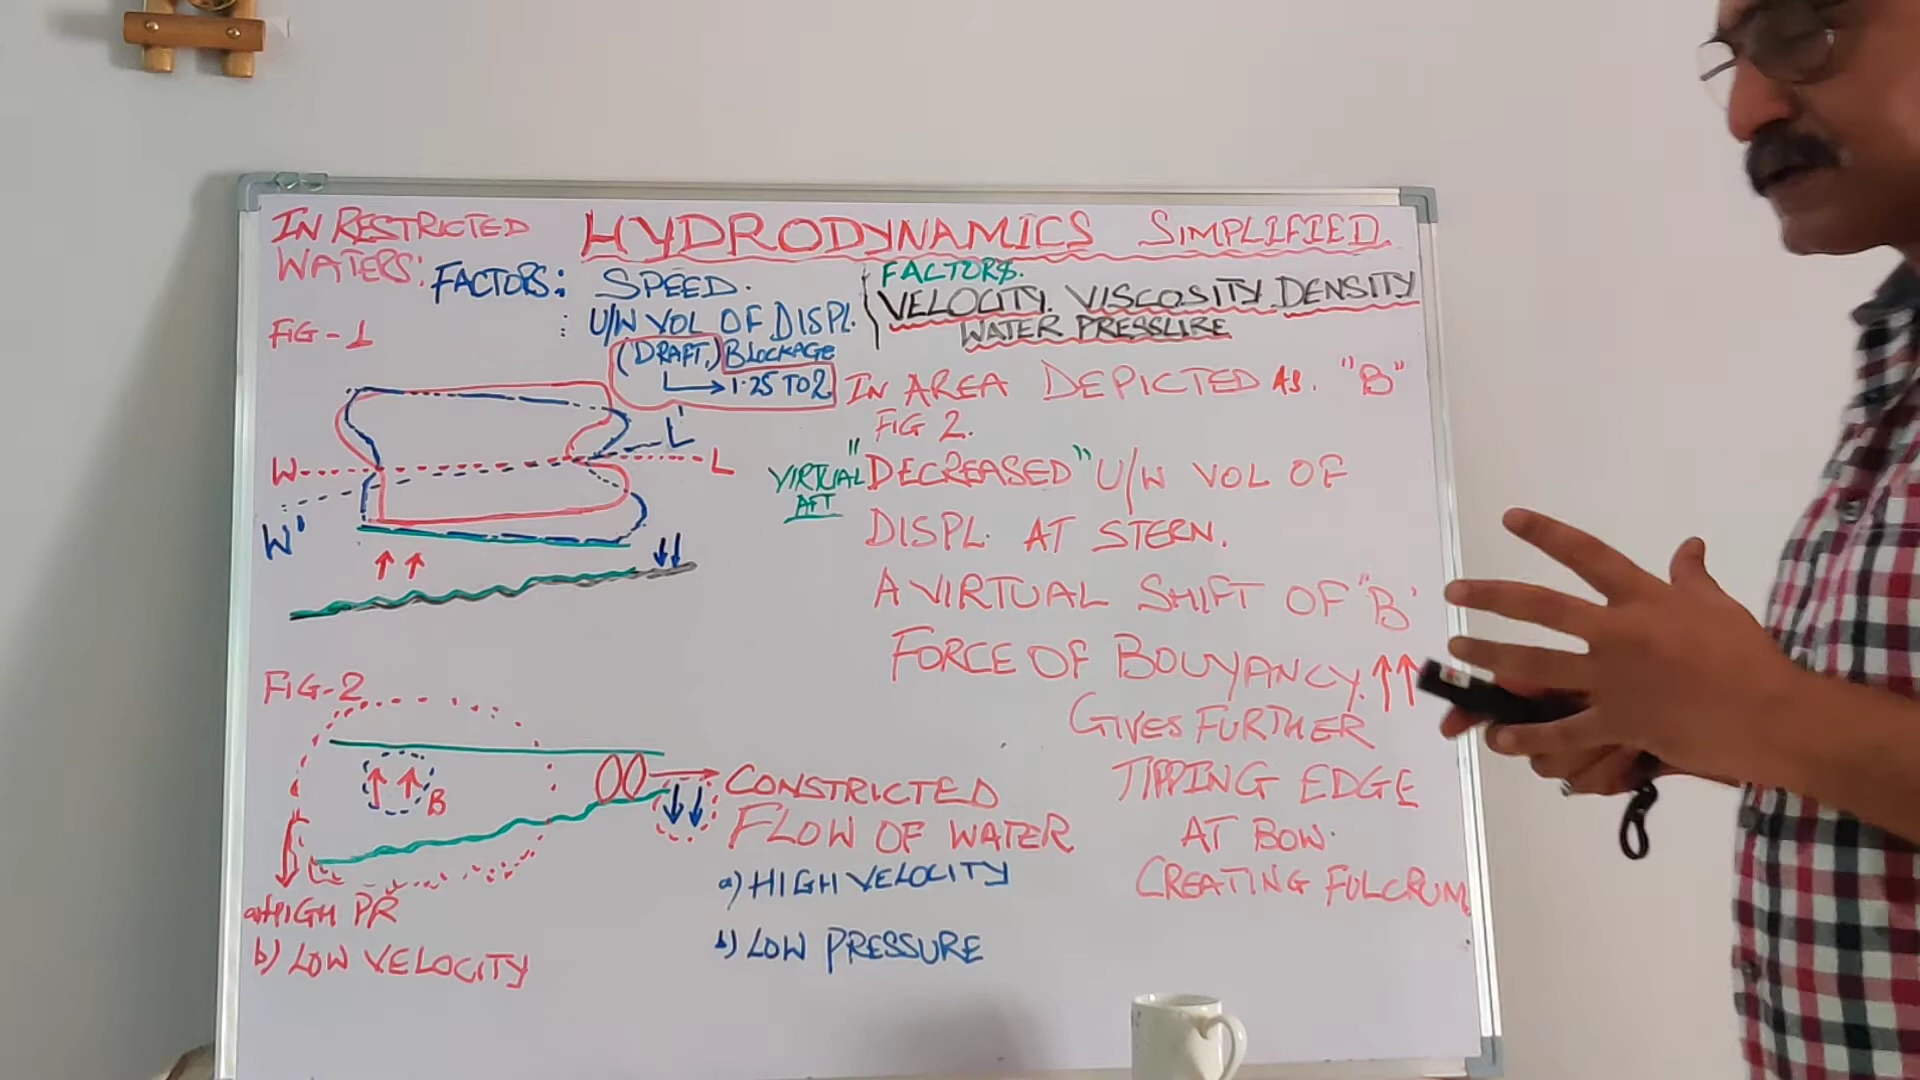 IN RESTRICTED
WATERS:
HYDRODYNAMICS SIMPLIFIED
FACTORS: SPEED.
: U/W VOL OF DISPL.
(DRAFT,) BLOCKAGE
1.25 TO 2
FACTORS.
VELOCITY. VISCOSITY. DENSITY
WATER PRESSURE
FIG - 1
W
L
L'
W'
IN AREA DEPICTED AS. "B"
FIG 2.
VIRTUAL "DECREASED" U/W VOL OF
AFT
DISPL. AT STERN.
A VIRTUAL SHIFT OF "B'
FORCE OF BOUYANCY.
GIVES FURTHER
TIPPING EDGE
AT BOW.
CREATING FULCRUM
FIG-2
B
CONSTRICTED
FLOW OF WATER
a) HIGH VELOCITY
b) LOW PRESSURE
a) HIGH PR
b) LOW VELOCITY